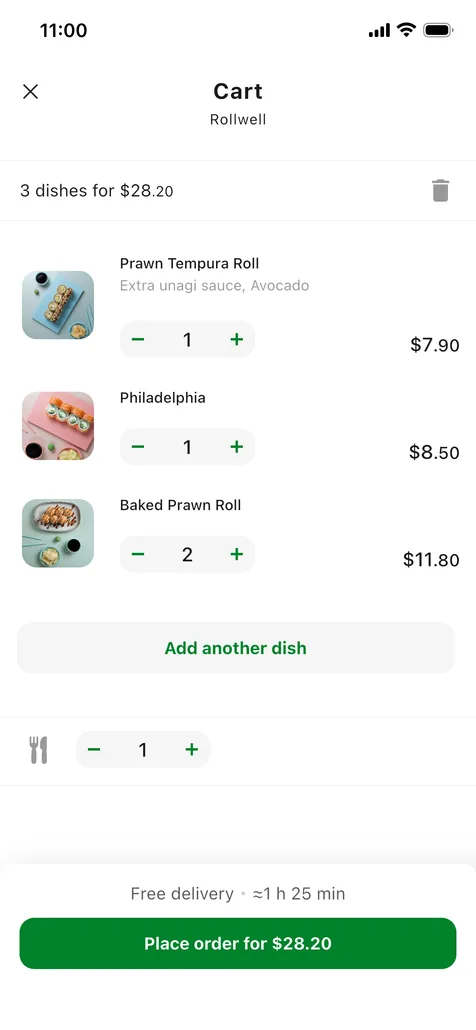 11:00
Cart
Rollwell
3 dishes for $28.20
Prawn Tempura Roll
Extra unagi sauce, Avocado
− 1 +
$7.90
Philadelphia
− 1 +
$8.50
Baked Prawn Roll
− 2 +
$11.80
Add another dish
− 1 +
Free delivery • ≈1 h 25 min
Place order for $28.20